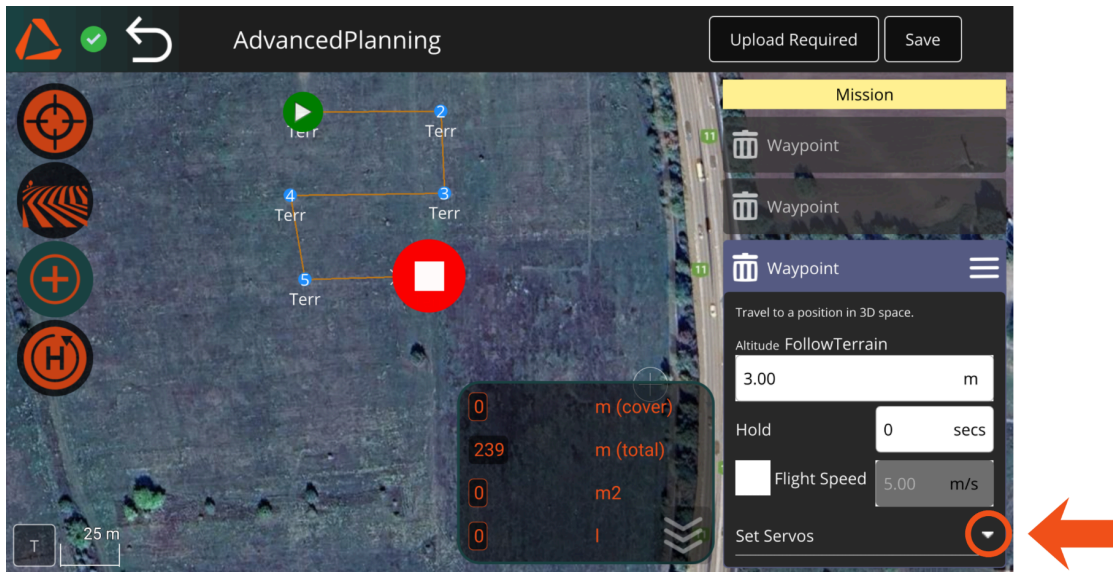 AdvancedPlanning
Upload Required
Save
Mission
Waypoint
Waypoint
Waypoint
Travel to a position in 3D space.
Altitude FollowTerrain
3.00 m
Hold 0 secs
Flight Speed 5.00 m/s
Set Servos
Terr
2
Terr
11
4
Terr
3
Terr
5
Terr
11
H
0 m (cover)
239 m (total)
0 m2
0 l
T
25 m